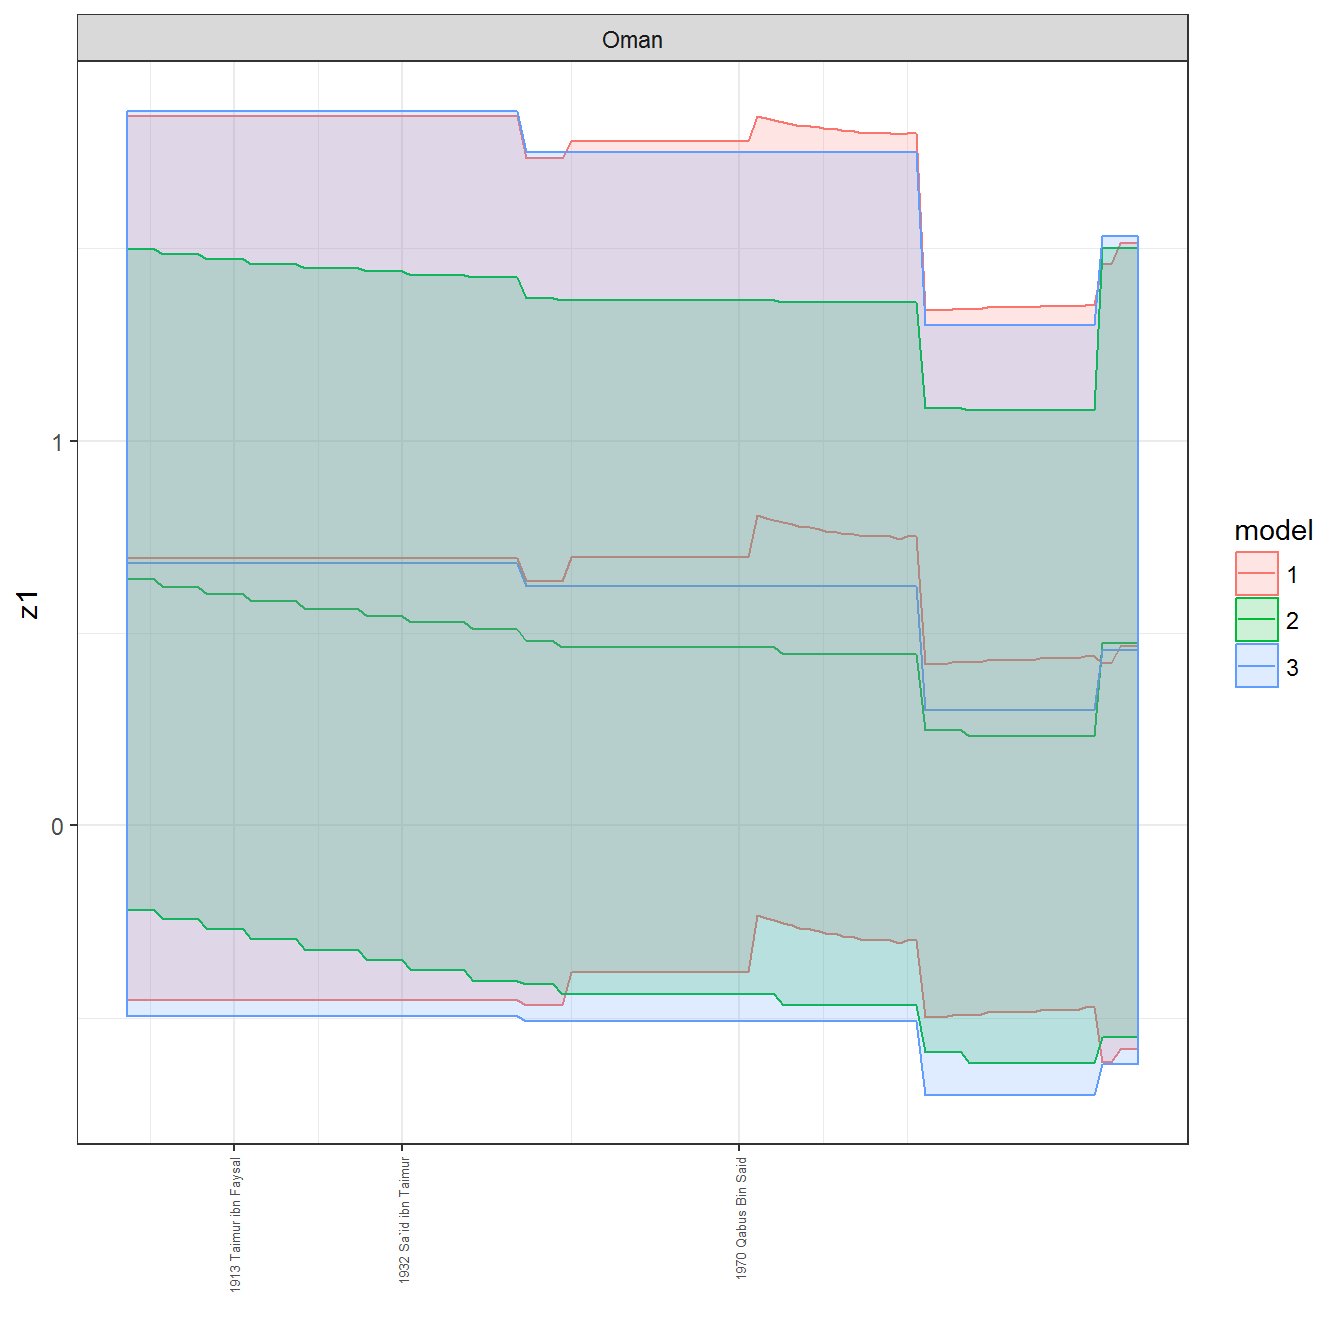 Oman
z1
1
0
1913 Taimur ibn Faysal
1932 Sa`id ibn Taimur
1970 Qabus Bin Said
model
1
2
3